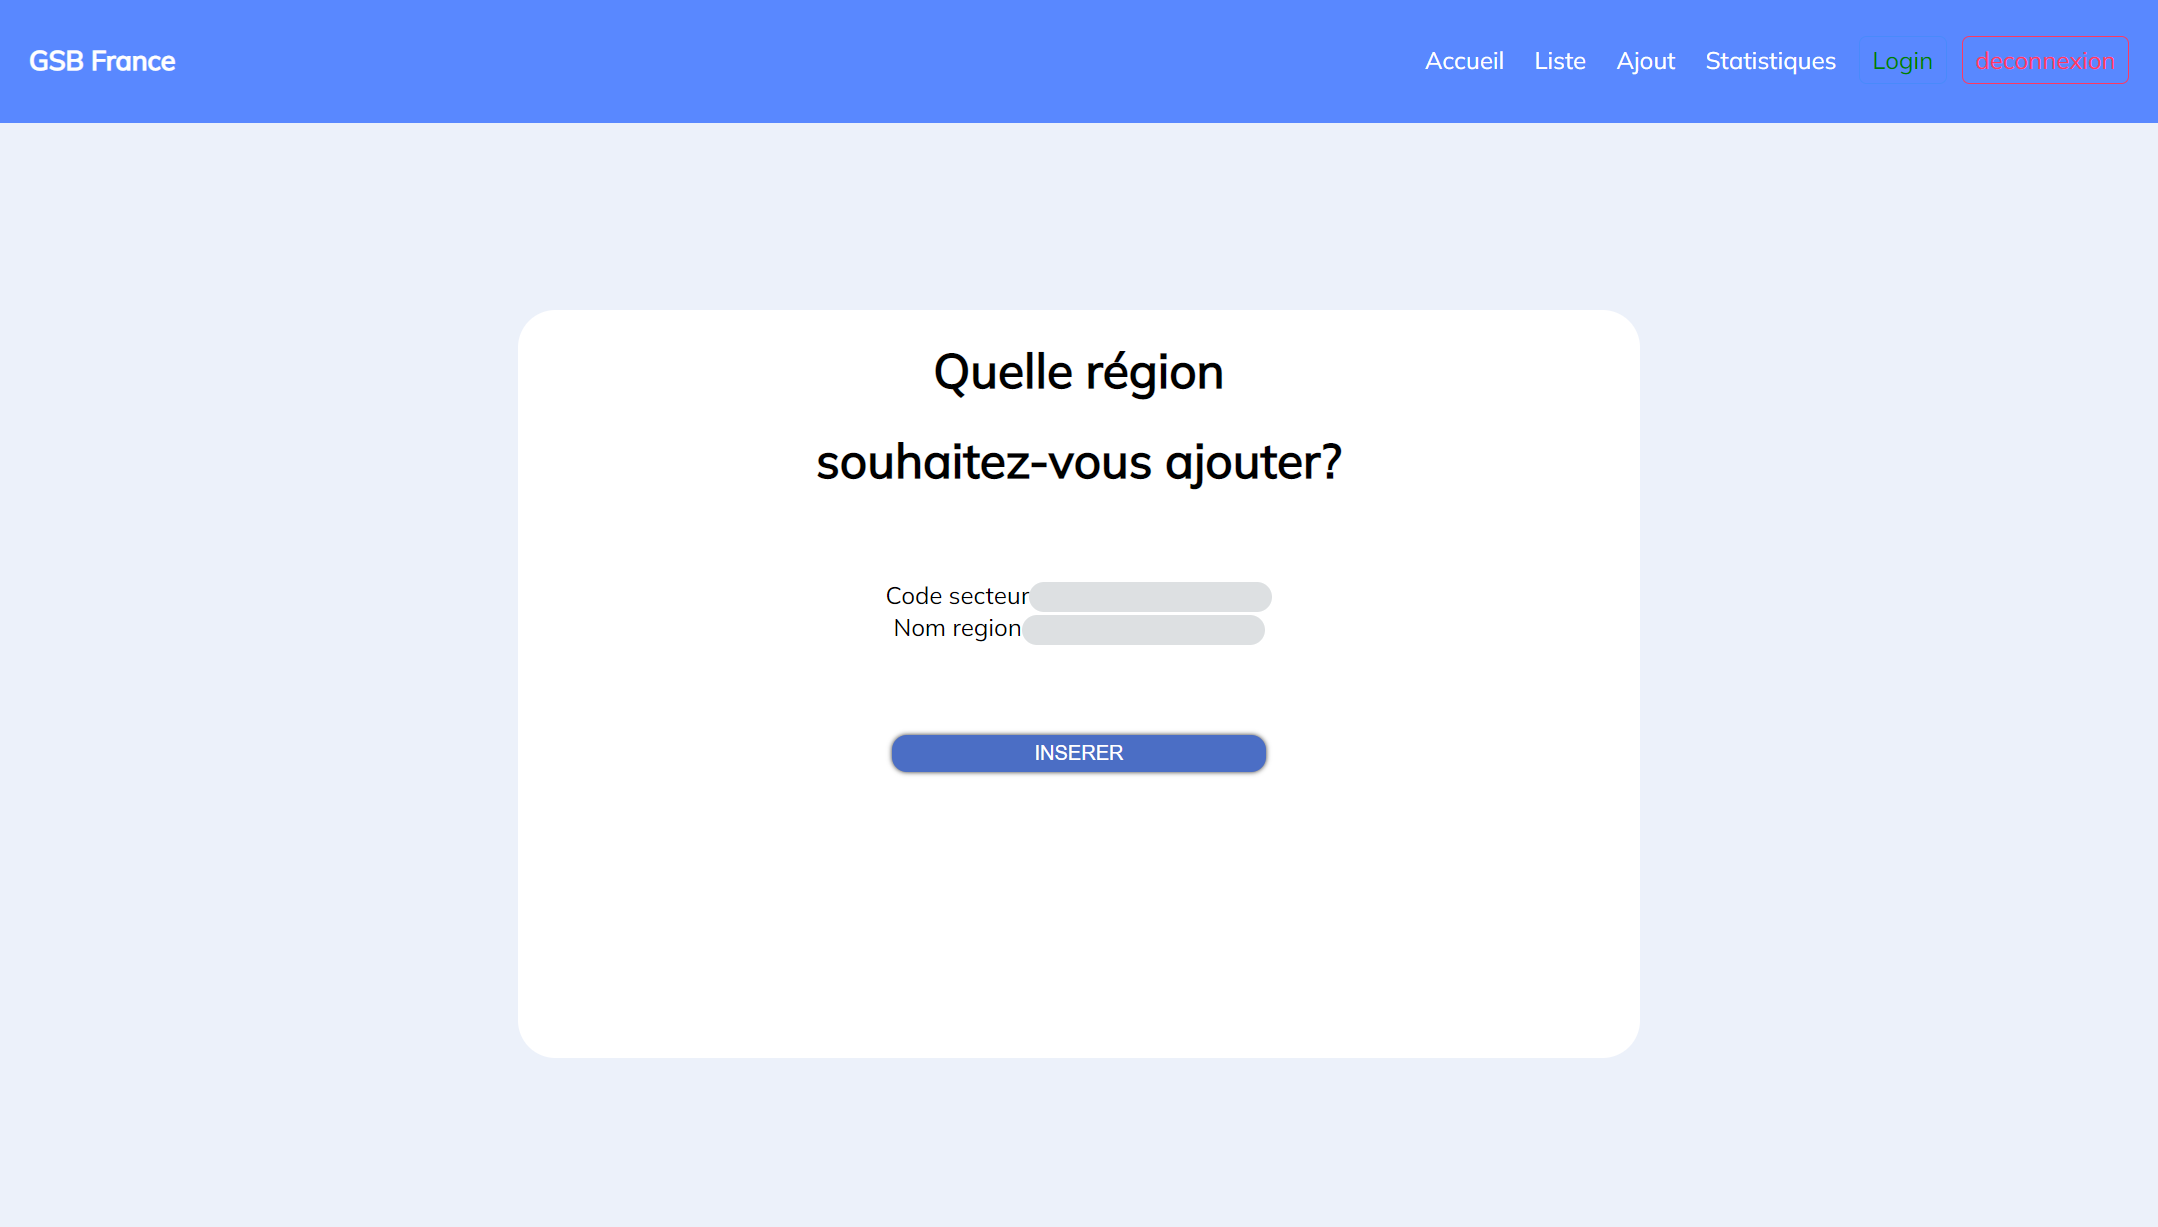 GSB France
Accueil Liste Ajout Statistiques Login deconnexion
Quelle région
souhaitez-vous ajouter?
Code secteur
Nom region
INSERER